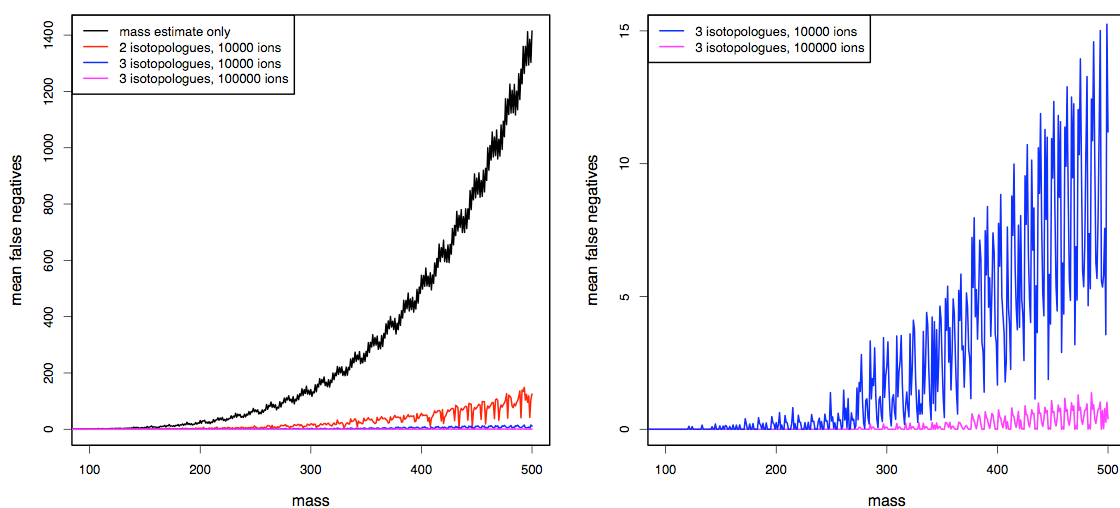 mass estimate only
2 isotopologues, 10000 ions
3 isotopologues, 10000 ions
3 isotopologues, 100000 ions
mean false negatives
1400
1200
1000
800
600
400
200
0
100 200 300 400 500
mass
3 isotopologues, 10000 ions
3 isotopologues, 100000 ions
mean false negatives
15
10
5
0
100 200 300 400 500
mass